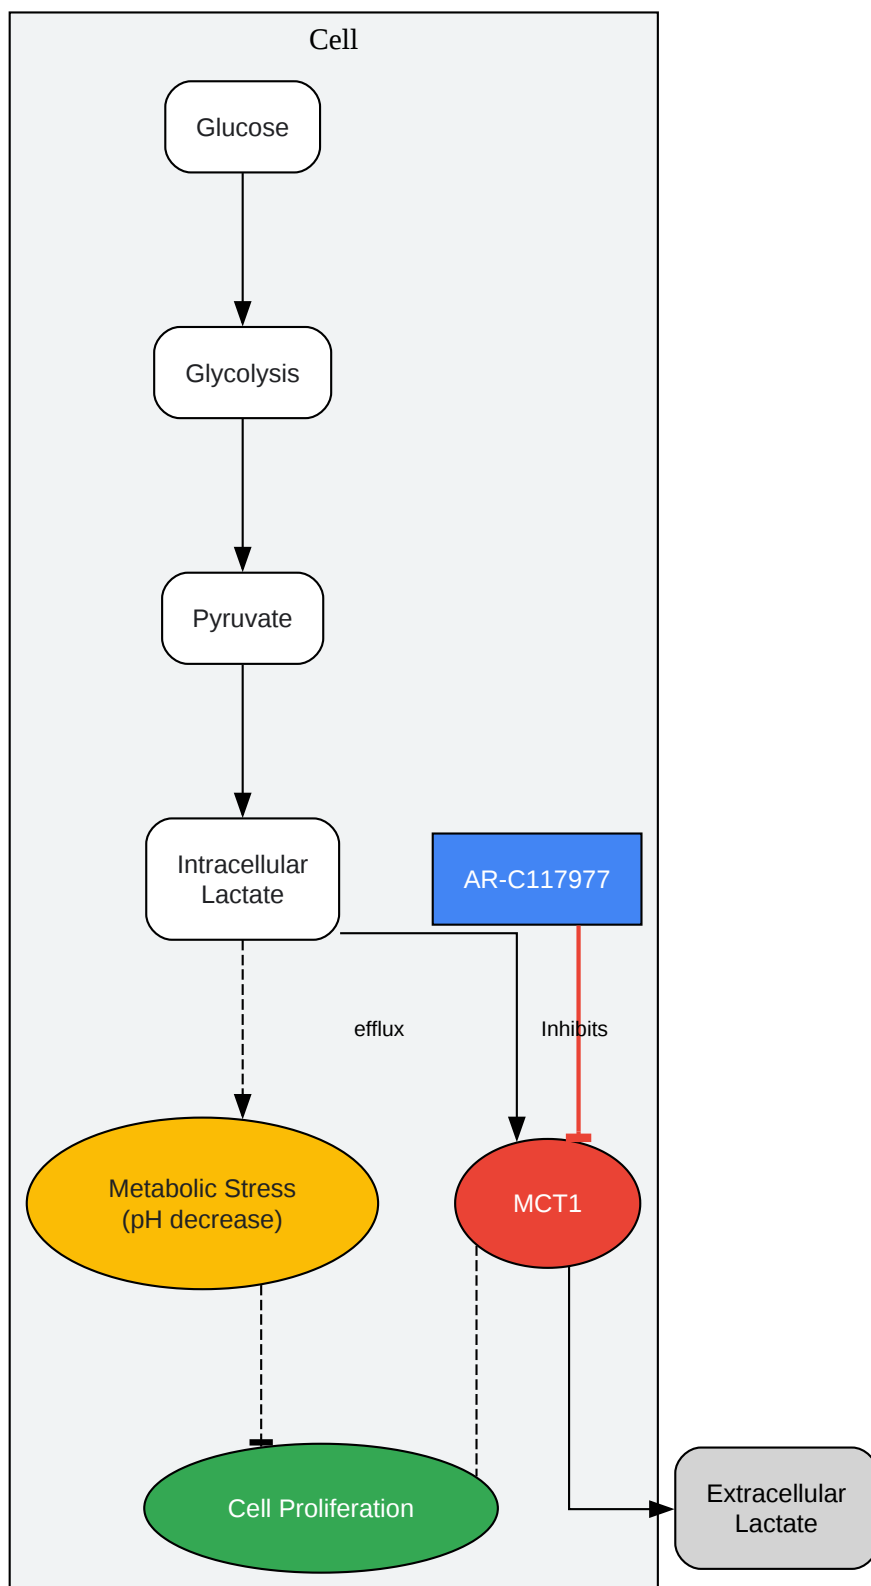 Cell
Glucose
Glycolysis
Pyruvate
Intracellular
Lactate
AR-C117977
efflux
Inhibits
Metabolic Stress
(pH decrease)
MCT1
Cell Proliferation
Extracellular
Lactate